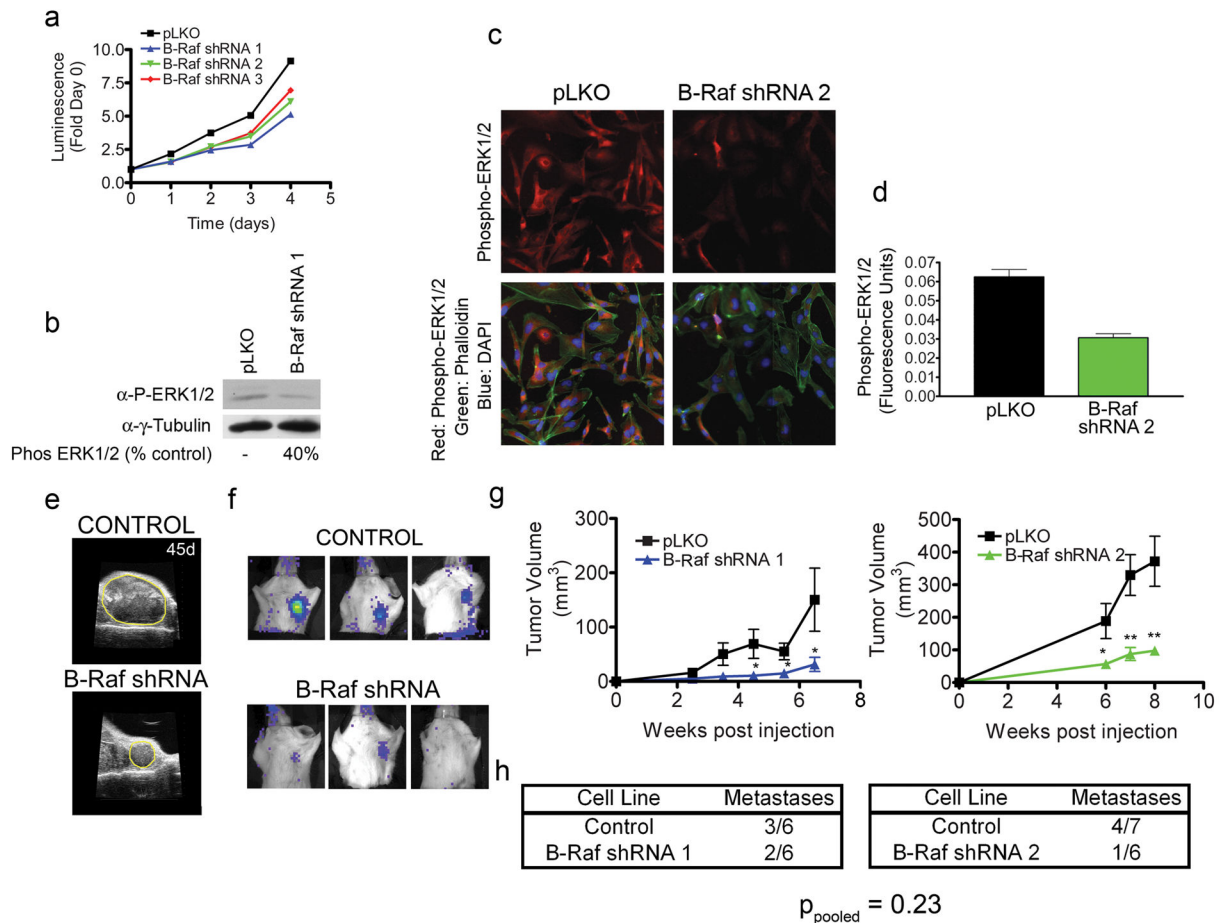 a
pLKO
B-Raf shRNA 1
B-Raf shRNA 2
B-Raf shRNA 3
Luminescence
(Fold Day 0)
10.0
7.5
5.0
2.5
0.0
0 1 2 3 4 5
Time (days)
b
pLKO
B-Raf shRNA 1
α-P-ERK1/2
α-γ-Tubulin
Phos ERK1/2 (% control) - 40%
c
pLKO B-Raf shRNA 2
Phospho-ERK1/2
Red: Phospho-ERK1/2
Green: Phalloidin
Blue: DAPI
d
Phospho-ERK1/2
(Fluorescence Units)
0.07
0.06
0.05
0.04
0.03
0.02
0.01
0.00
pLKO
B-Raf
shRNA 2
e
CONTROL
45d
B-Raf shRNA
f
CONTROL
B-Raf shRNA
g
Tumor Volume
(mm3)
300
200
100
0
pLKO
B-Raf shRNA 1
* * *
0 2 4 6 8
Weeks post injection
Tumor Volume
(mm3)
500
400
300
200
100
0
pLKO
B-Raf shRNA 2
* ** **
0 2 4 6 8 10
Weeks post injection
h
Cell Line Metastases
Control 3/6
B-Raf shRNA 1 2/6
Cell Line Metastases
Control 4/7
B-Raf shRNA 2 1/6
ppooled = 0.23